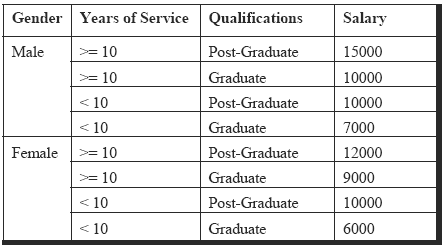 Gender Years of Service Qualifications Salary
Male >= 10 Post-Graduate 15000
>= 10 Graduate 10000
< 10 Post-Graduate 10000
< 10 Graduate 7000
Female >= 10 Post-Graduate 12000
>= 10 Graduate 9000
< 10 Post-Graduate 10000
< 10 Graduate 6000